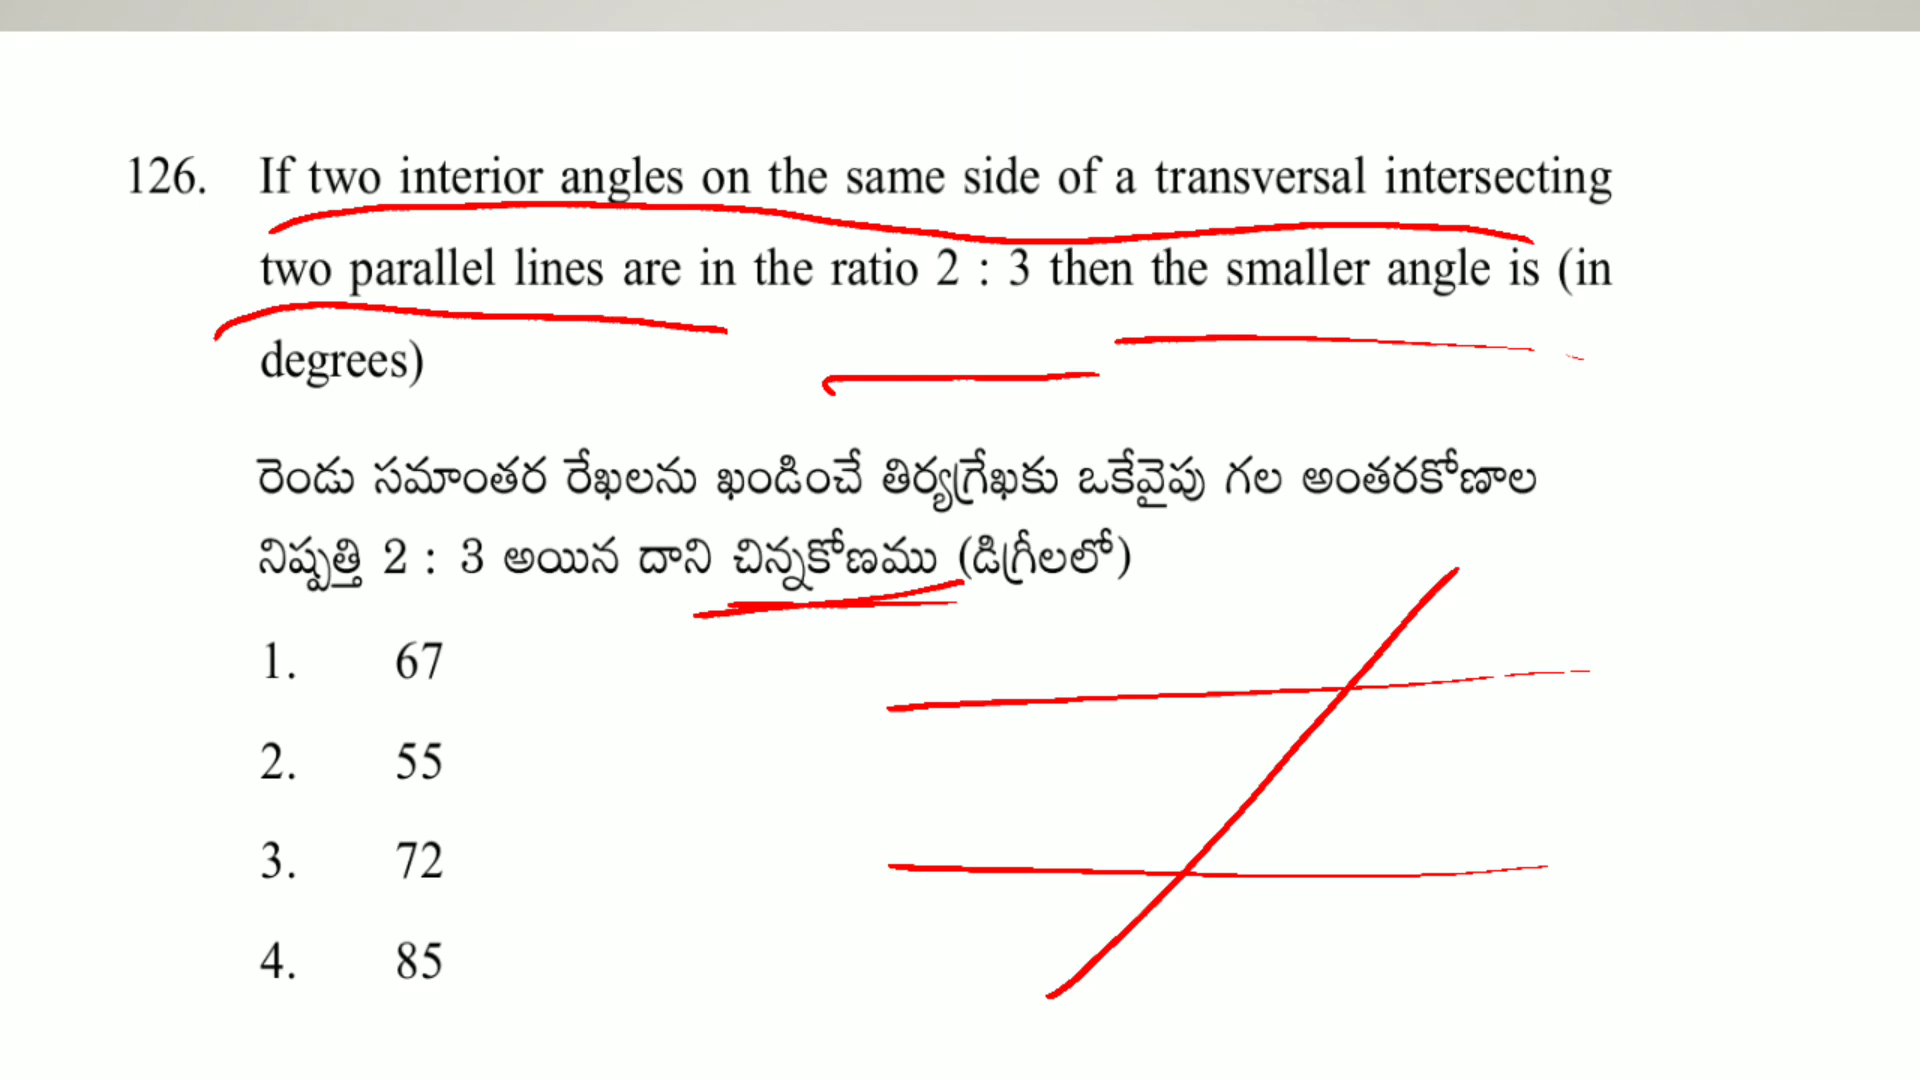 126. If two interior angles on the same side of a transversal intersecting
two parallel lines are in the ratio 2 : 3 then the smaller angle is (in
degrees)
రెండు సమాంతర రేఖలను ఖండించే తిర్యగ్రేఖకు ఒకేవైపు గల అంతరకోణాల
నిష్పత్తి 2 : 3 అయిన దాని చిన్నకోణము (డిగ్రీలలో)
1. 67
2. 55
3. 72
4. 85